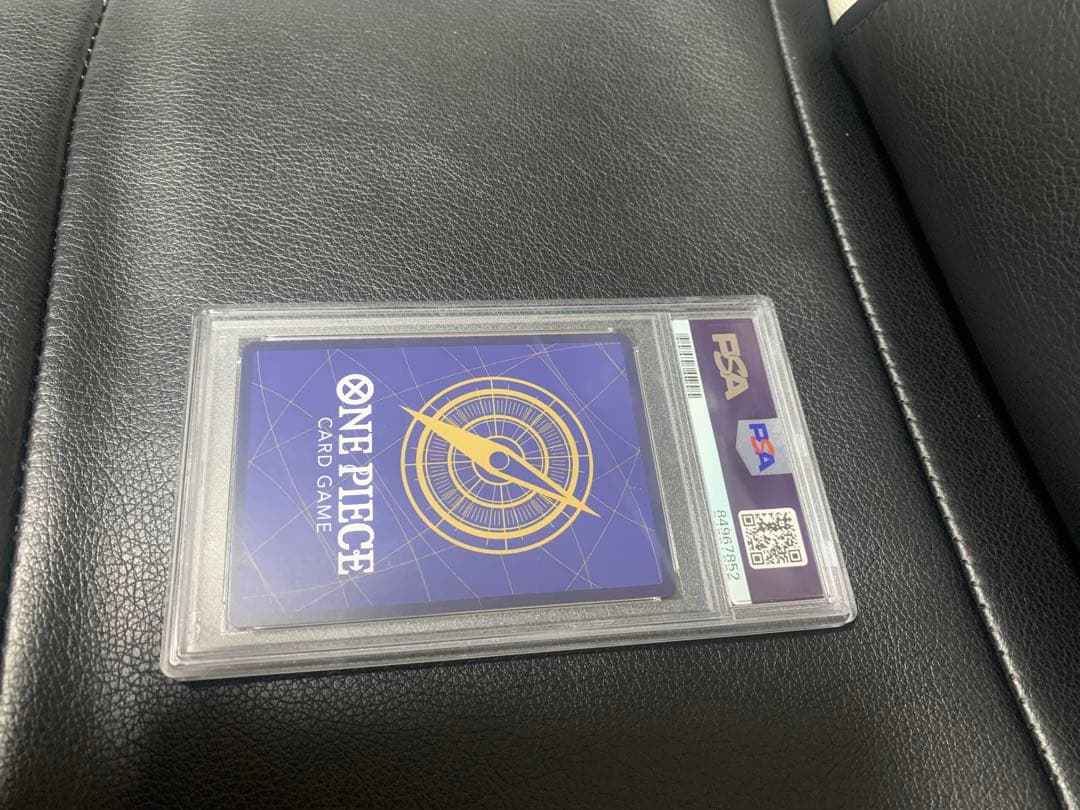 PSA
PSA
84967852
ONE PIECE
CARD GAME